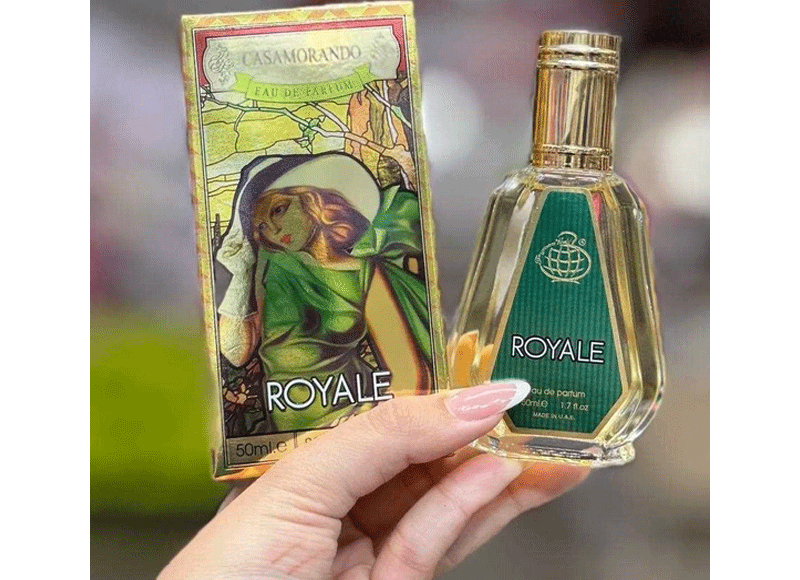 CASAMORANDO
EAU DE PARFUM
ROYALE
50ml.e
ROYALE
eau de parfum
50ml e 1.7 fl.oz
MADE IN U.A.E.